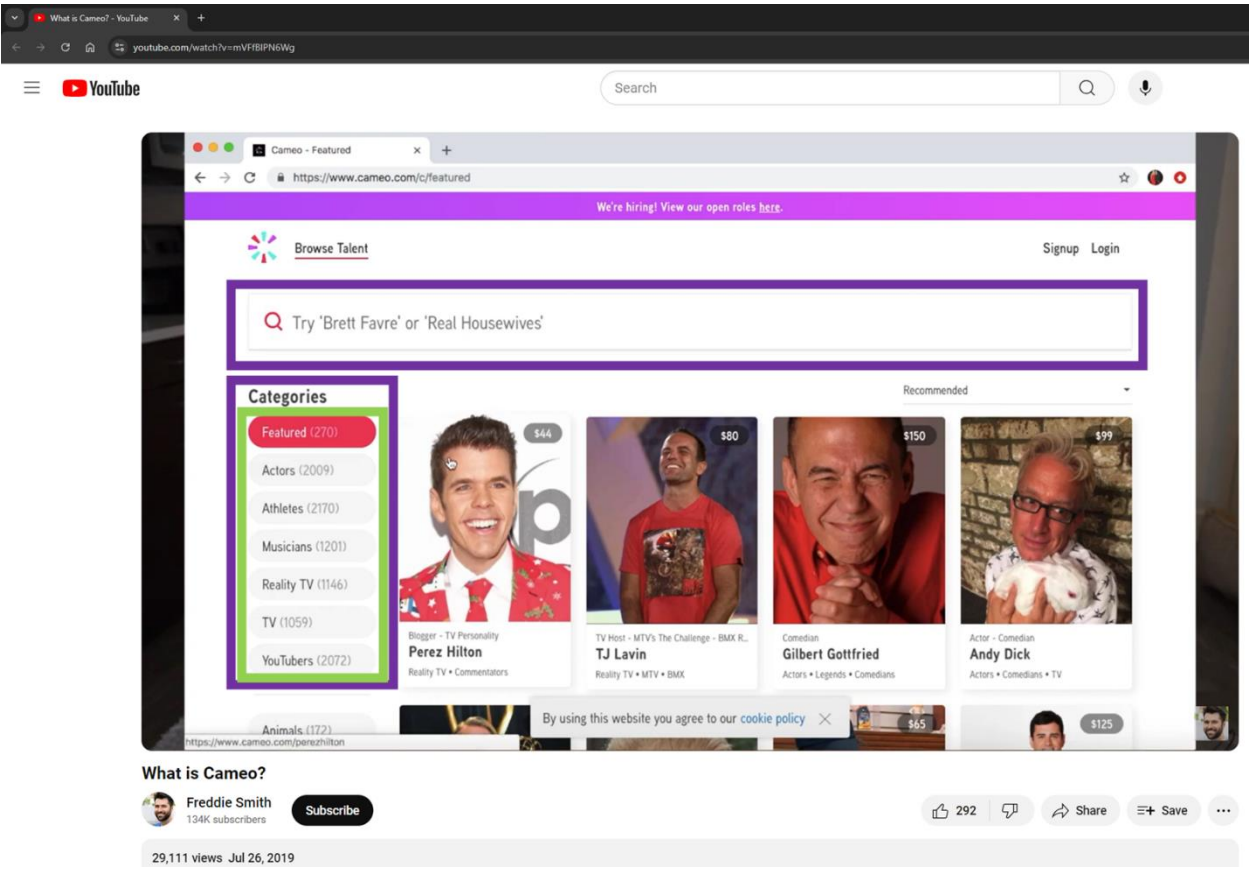 What is Cameo? - YouTube
youtube.com/watch?v=mVFfBIPN6Wg
YouTube
Search
Cameo - Featured
https://www.cameo.com/c/featured
We're hiring! View our open roles here.
Browse Talent
Signup Login
Try 'Brett Favre' or 'Real Housewives'
Categories
Recommended
Featured (270)
Actors (2009)
Athletes (2170)
Musicians (1201)
Reality TV (1146)
TV (1059)
YouTubers (2072)
Animals (172)
$44
Blogger - TV Personality
Perez Hilton
Reality TV • Commentators
$80
TV Host - MTV's The Challenge - BMX R...
TJ Lavin
Reality TV • MTV • BMX
$150
Comedian
Gilbert Gottfried
Actors • Legends • Comedians
$99
Actor - Comedian
Andy Dick
Actors • Comedians • TV
By using this website you agree to our cookie policy
$65
$125
https://www.cameo.com/perezhilton
What is Cameo?
Freddie Smith
134K subscribers
Subscribe
292
Share
Save
29,111 views Jul 26, 2019